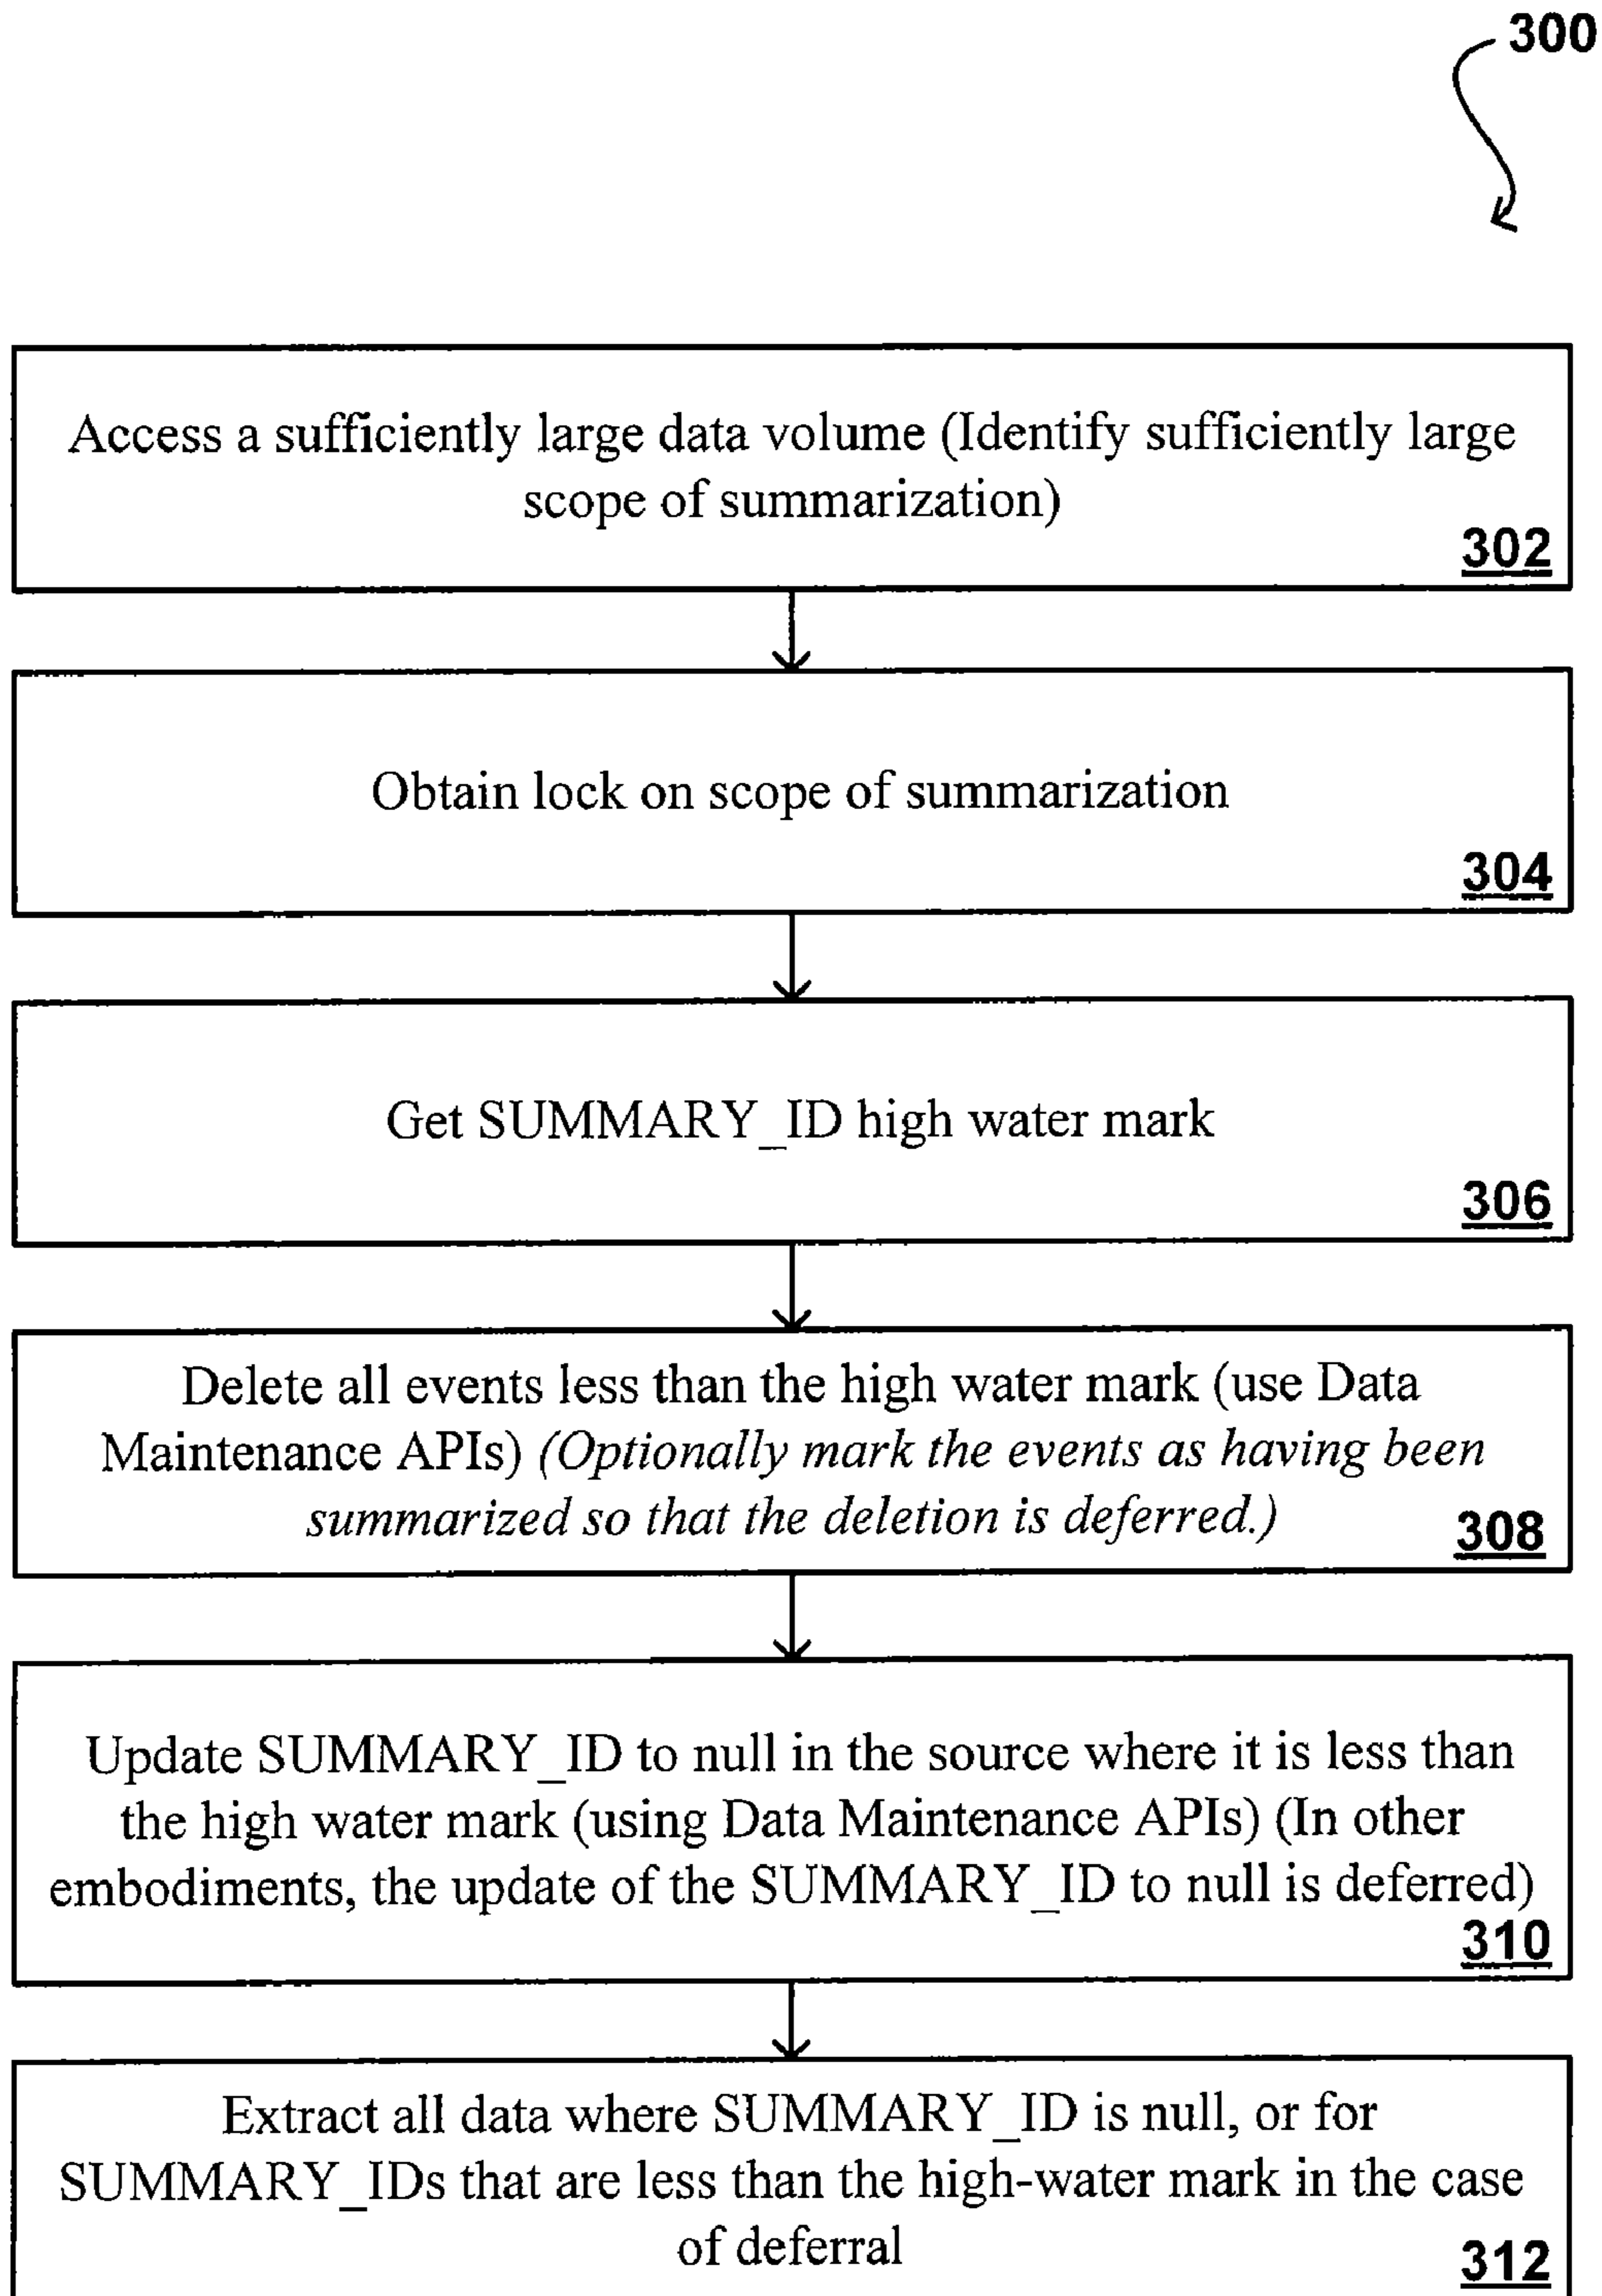 300
Access a sufficiently large data volume (Identify sufficiently large
scope of summarization)
302
Obtain lock on scope of summarization
304
Get SUMMARY_ID high water mark
306
Delete all events less than the high water mark (use Data
Maintenance APIs) (Optionally mark the events as having been
summarized so that the deletion is deferred.)
308
Update SUMMARY_ID to null in the source where it is less than
the high water mark (using Data Maintenance APIs) (In other
embodiments, the update of the SUMMARY_ID to null is deferred)
310
Extract all data where SUMMARY_ID is null, or for
SUMMARY_IDs that are less than the high-water mark in the case
of deferral
312